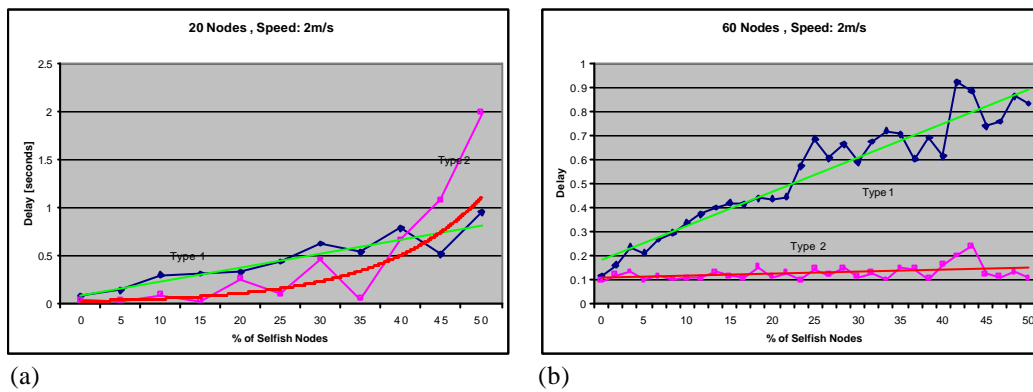 20 Nodes , Speed: 2m/s
2.5
2
1.5
1
0.5
0
Delay [seconds]
Type 2
Type 1
0 5 10 15 20 25 30 35 40 45 50
% of Selfish Nodes
(a)
60 Nodes , Speed: 2m/s
1
0.9
0.8
0.7
0.6
0.5
0.4
0.3
0.2
0.1
0
Delay
Type 1
Type 2
0 5 10 15 20 25 30 35 40 45 50
% of Selfish Nodes
(b)